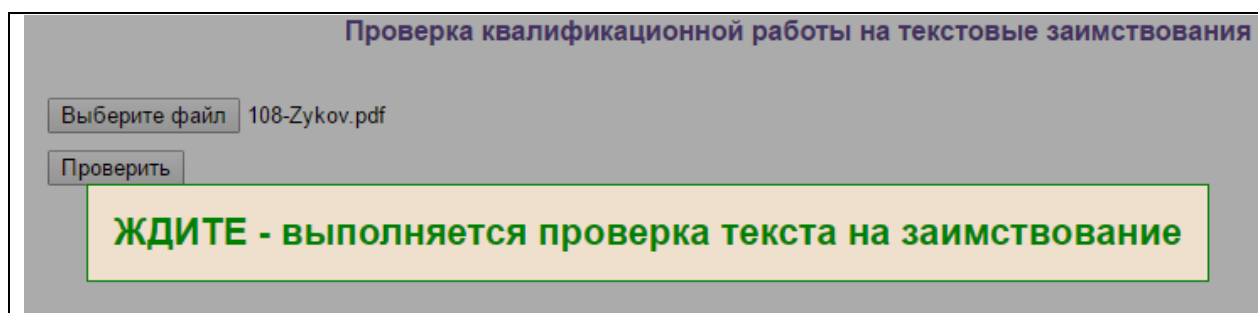 Проверка квалификационной работы на текстовые заимствования
Выберите файл 108-Zykov.pdf
Проверить
ЖДИТЕ - выполняется проверка текста на заимствование